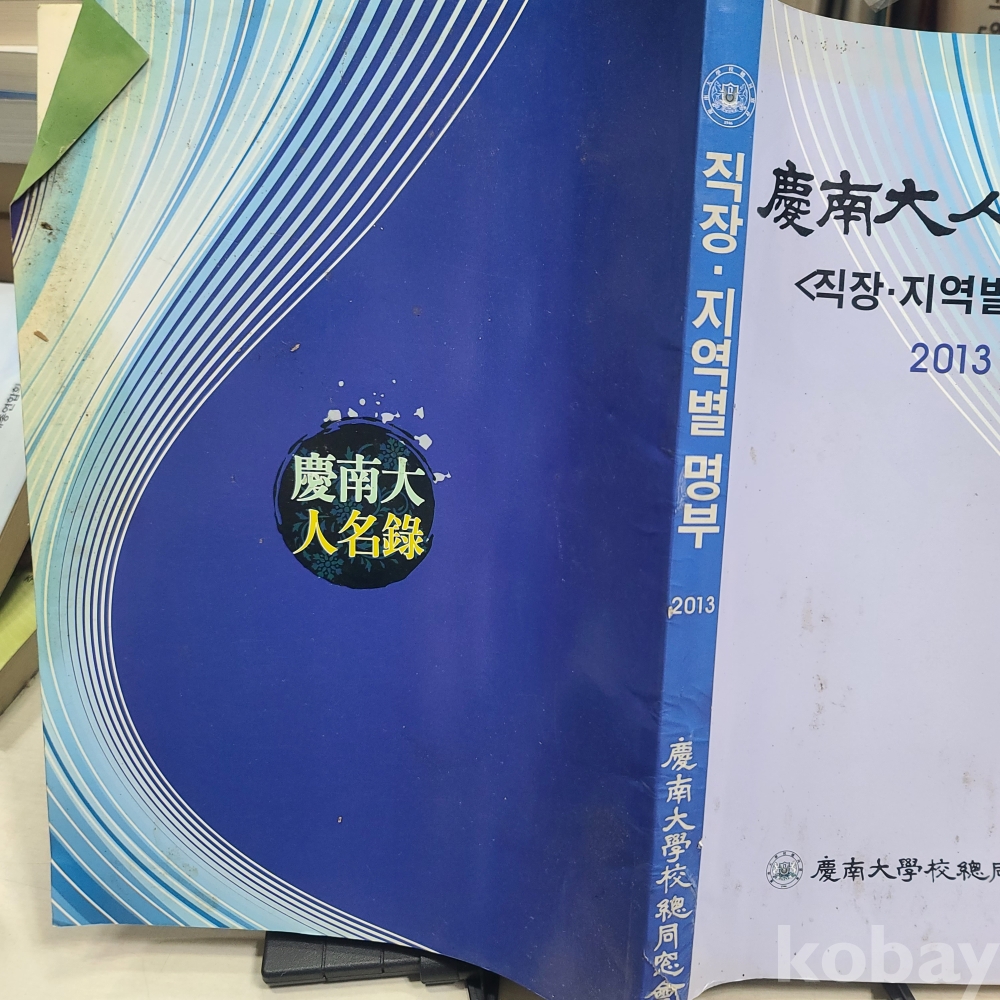 慶南大
人名錄
직장·지역별 명부
2013
慶南大學校總同窓會
慶南大人
<직장·지역별
2013
慶南大學校總同
kobay